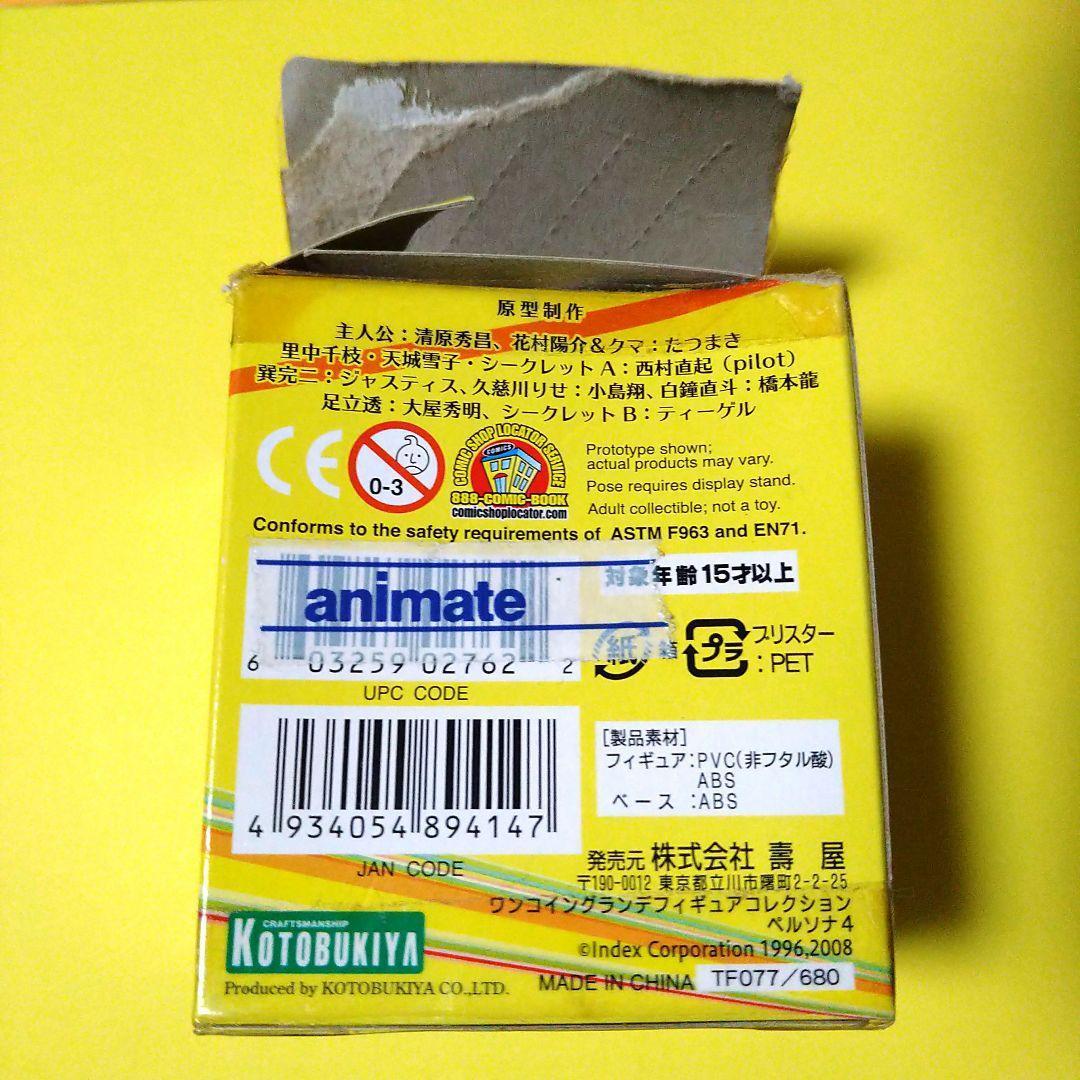 原型制作
主人公：清原秀昌、花村陽介＆クマ：たつまき
里中千枝・天城雪子・シークレットA：西村直起（pilot）
巽完二：ジャスティス、久慈川りせ：小島翔、白鐘直斗：橋本龍
足立透：大屋秀明、シークレットB：ティーゲル
CE
0-3
COMIC SHOP LOCATOR SERVICE
COMICS
888-COMIC-BOOK
comicshoplocator.com
Prototype shown;
actual products may vary.
Pose requires display stand.
Adult collectible; not a toy.
Conforms to the safety requirements of ASTM F963 and EN71.
animate
6 03259 02762 2
UPC CODE
対象年齢15才以上
紙 箱
プラ
ブリスター
：PET
4 934054 894147
JAN CODE
［製品素材］
フィギュア：PVC（非フタル酸）
ABS
ベース ：ABS
発売元 株式会社 壽 屋
〒190-0012 東京都立川市曙町2-2-25
ワンコイングランデフィギュアコレクション
ペルソナ4
©Index Corporation 1996,2008
MADE IN CHINA TF077/680
CRAFTSMANSHIP
KOTOBUKIYA
Produced by KOTOBUKIYA CO.,LTD.